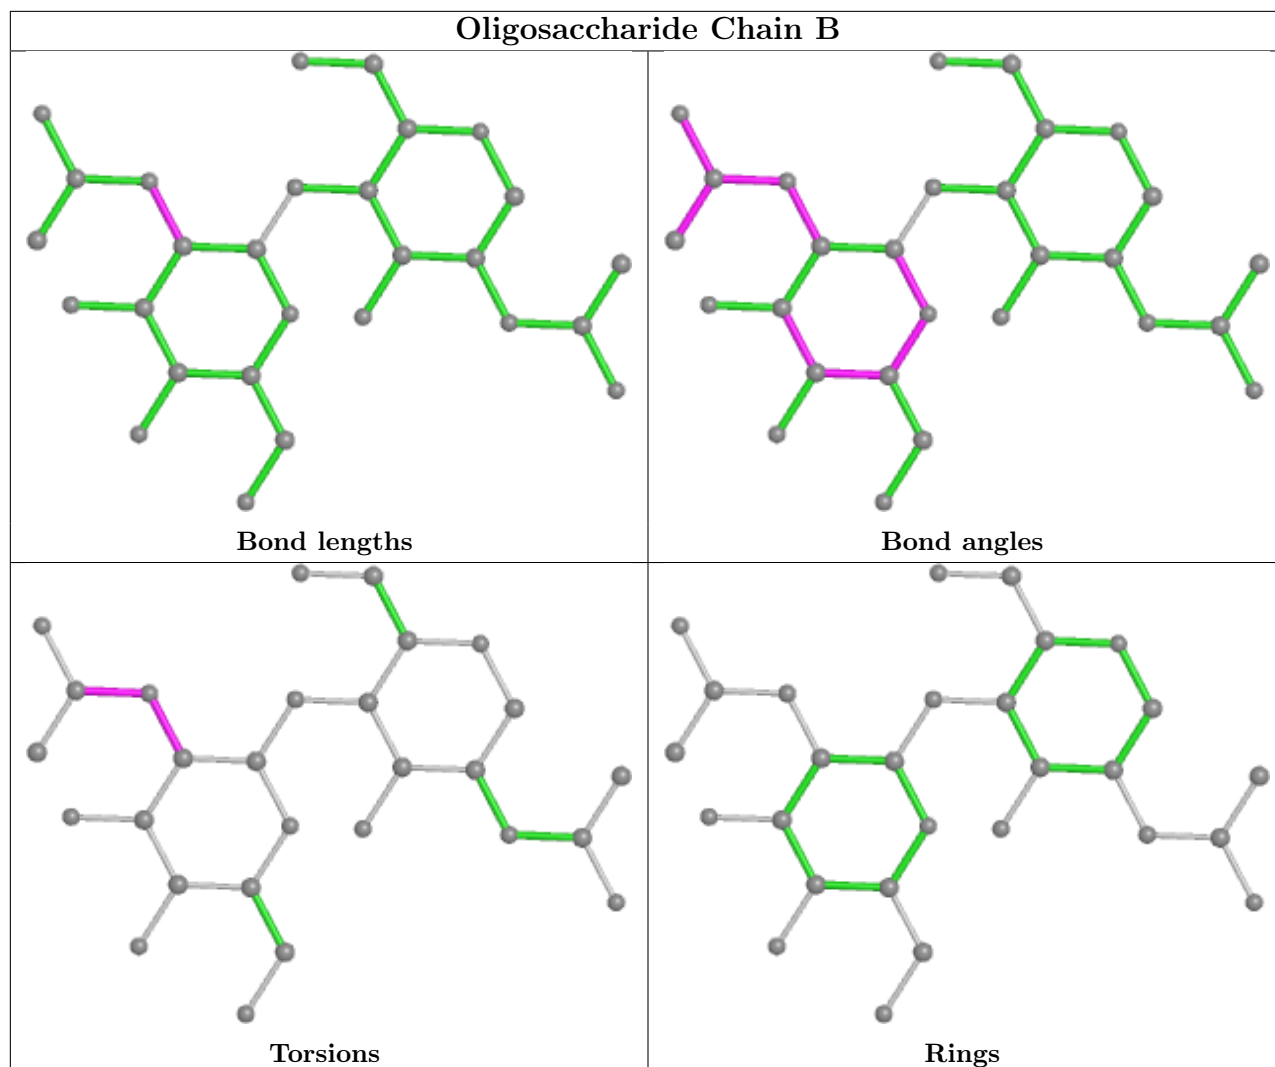 Oligosaccharide Chain B
Bond lengths
Bond angles
Torsions
Rings